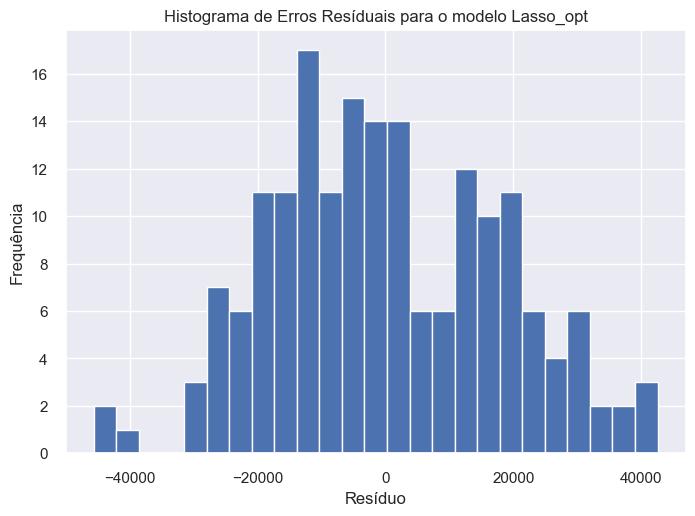 Histograma de Erros Resíduais para o modelo Lasso_opt
16
14
12
10
8
6
4
2
0
Frequência
−40000 −20000 0 20000 40000
Resíduo